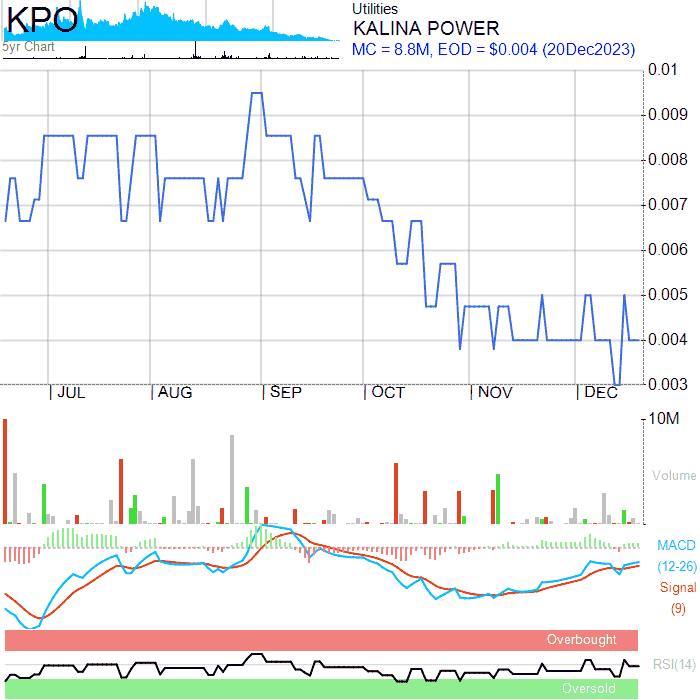 KPO
5yr Chart
Utilities
KALINA POWER
MC = 8.8M, EOD = $0.004 (20Dec2023)
0.01
0.009
0.008
0.007
0.006
0.005
0.004
0.003
JUL AUG SEP OCT NOV DEC
10M
Volume
MACD
(12-26)
Signal
(9)
Overbought
RSI(14)
Oversold